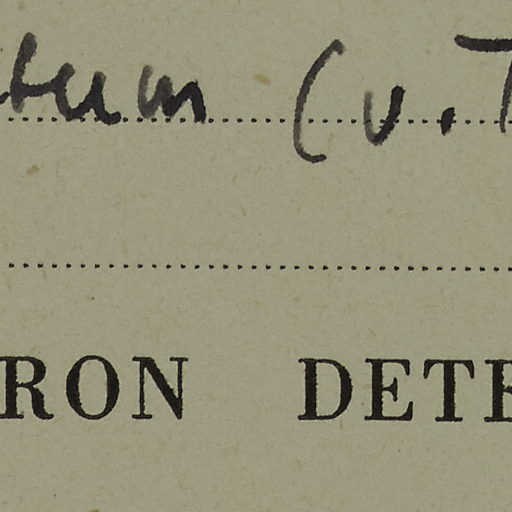 tum (v. T
RON DETE